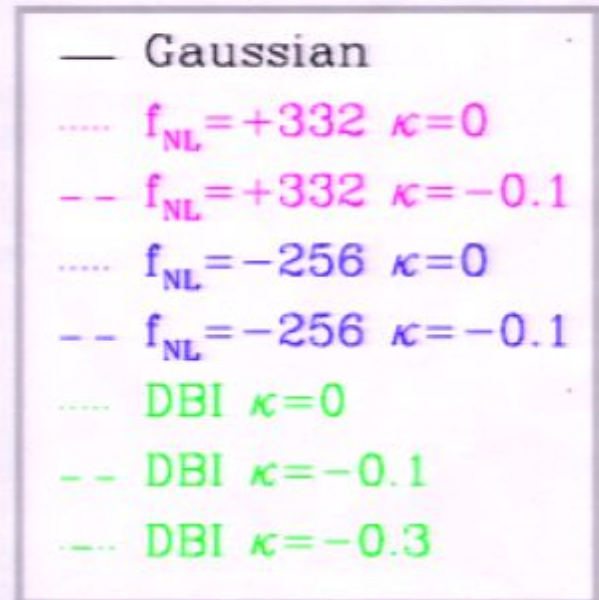 Gaussian
f_NL=+332 κ=0
f_NL=+332 κ=-0.1
f_NL=-256 κ=0
f_NL=-256 κ=-0.1
DBI κ=0
DBI κ=-0.1
DBI κ=-0.3